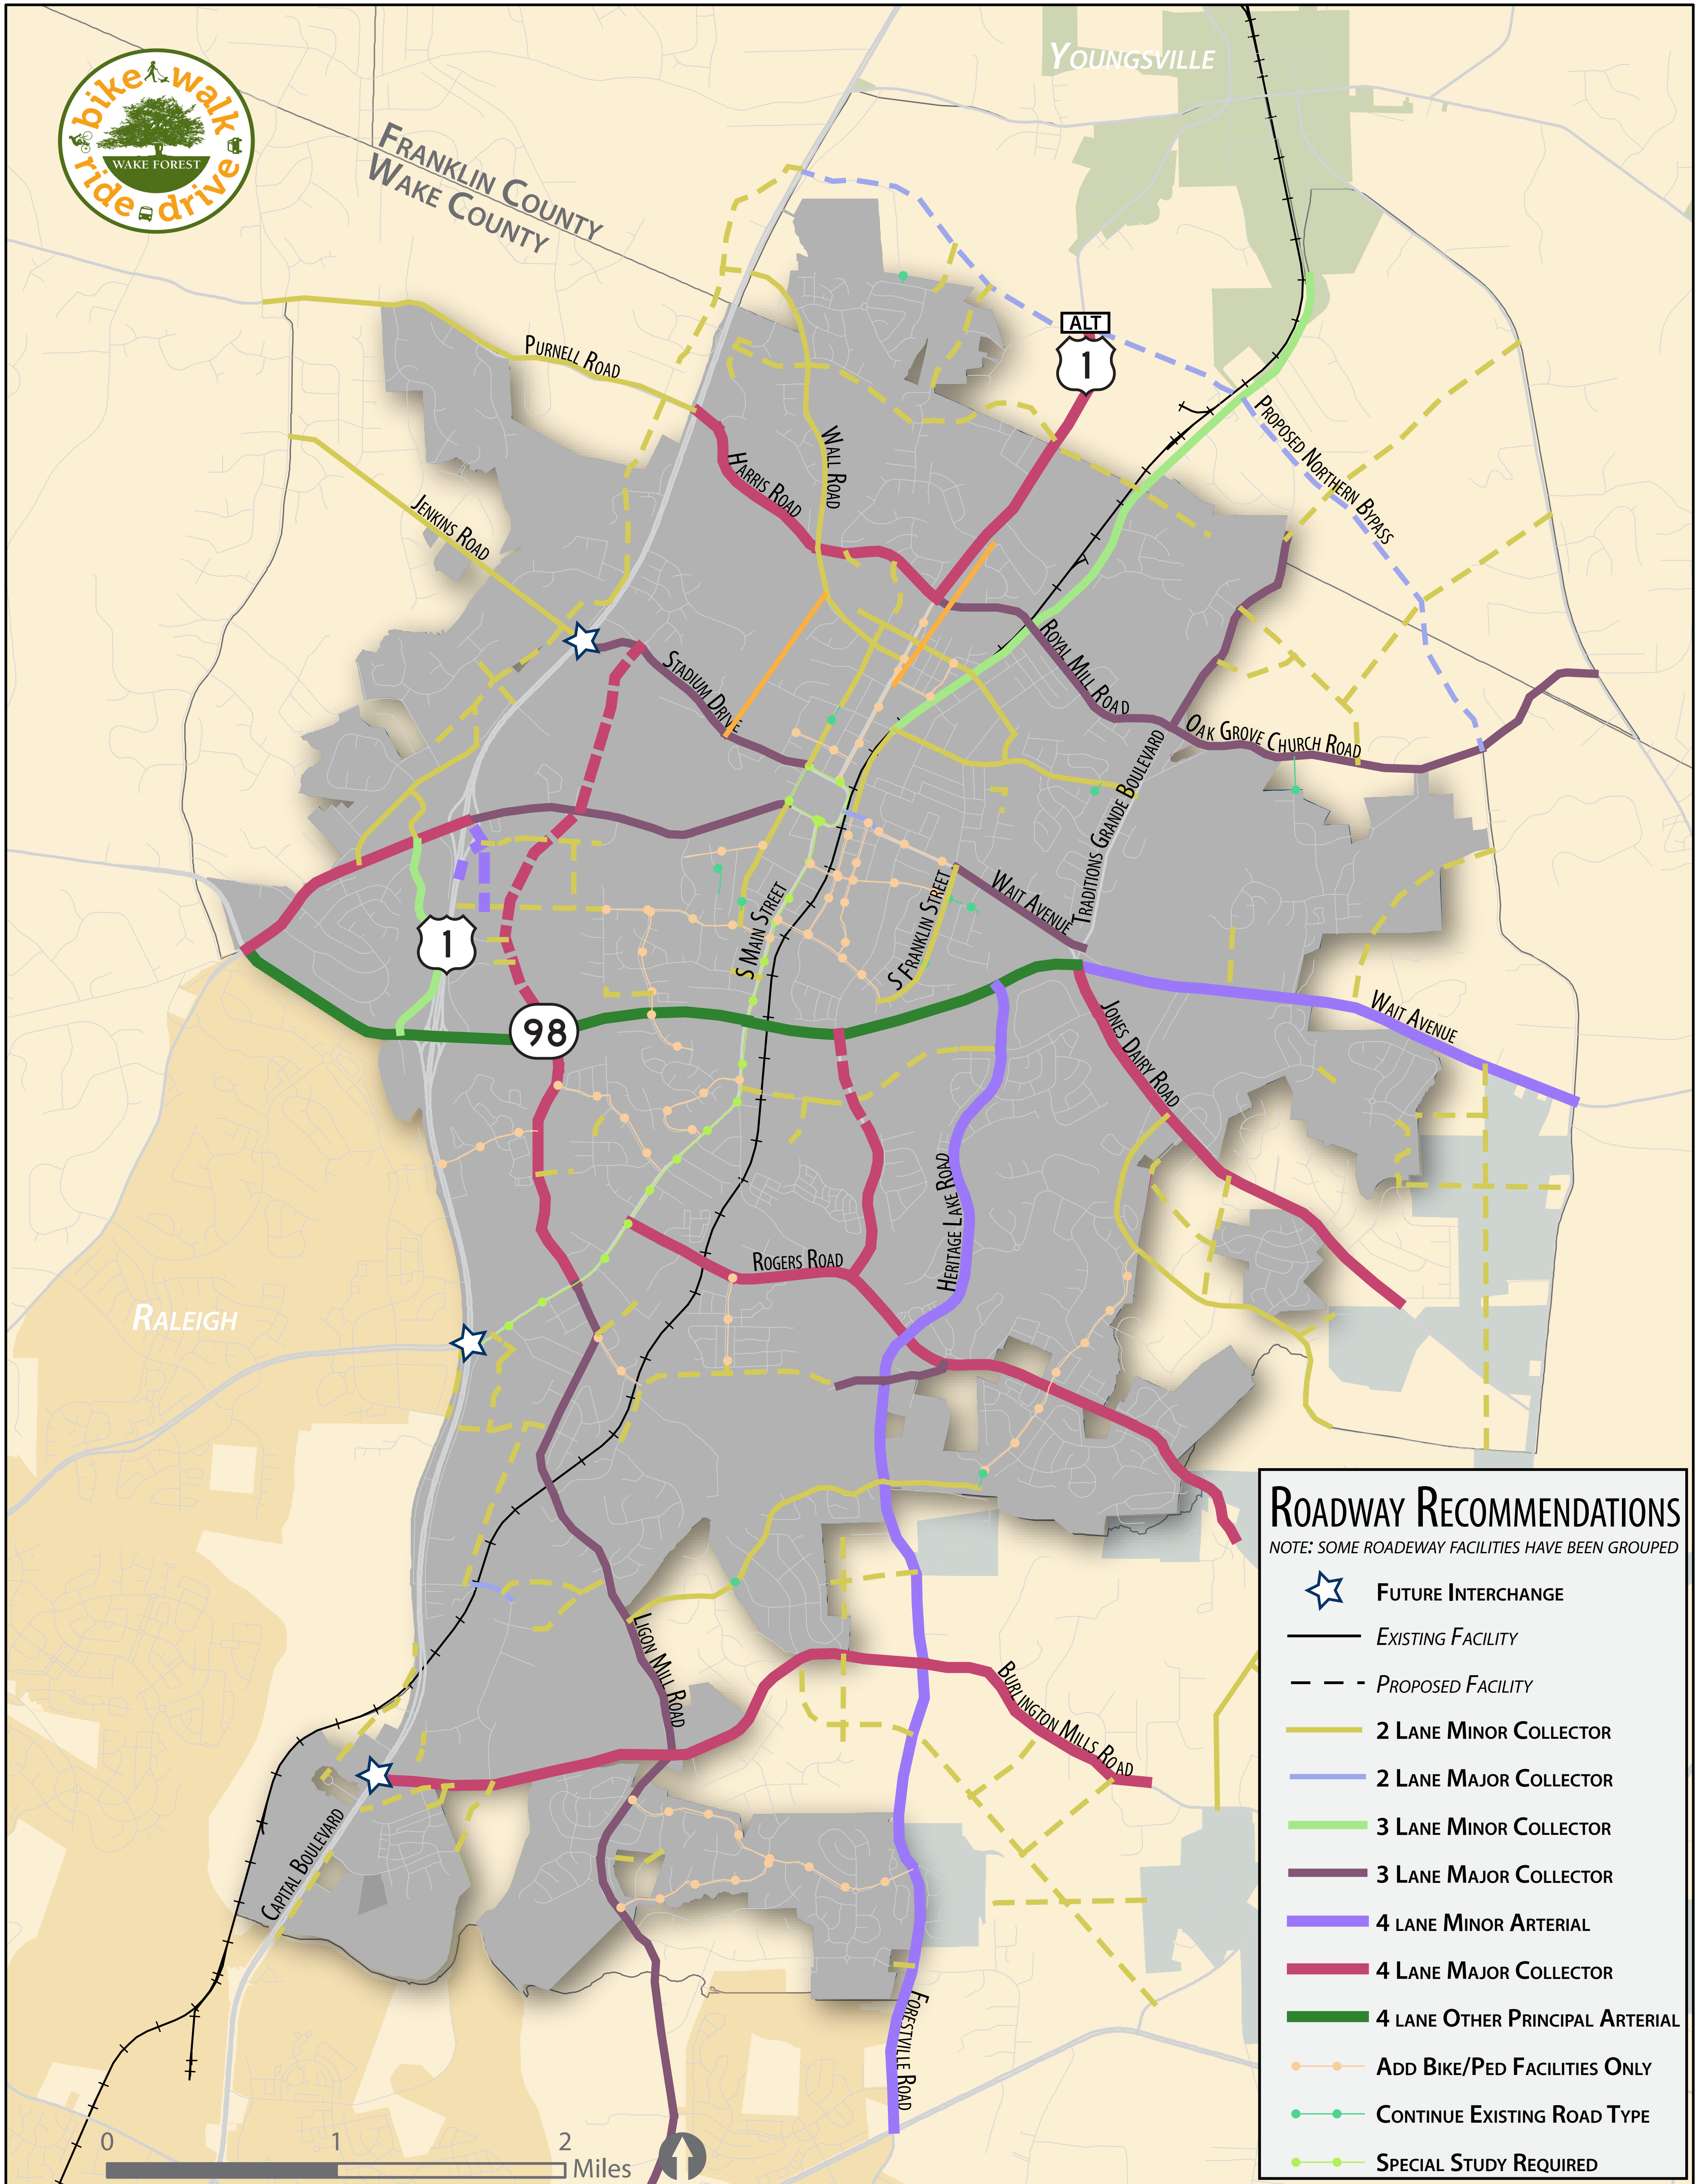 bike walk
WAKE FOREST
ride drive
FRANKLIN COUNTY
WAKE COUNTY
YOUNGSVILLE
ALT
1
PURNELL ROAD
PROPOSED NORTHERN BYPASS
WALL ROAD
HARRIS ROAD
JENKINS ROAD
STADIUM DRIVE
ROYAL MILL ROAD
OAK GROVE CHURCH ROAD
TRADITIONS GRANDE BOULEVARD
WAIT AVENUE
S FRANKLIN STREET
S MAIN STREET
1
98
WAIT AVENUE
JONES DAIRY ROAD
HERITAGE LAKE ROAD
ROGERS ROAD
RALEIGH
LIGON MILL ROAD
BURLINGTON MILLS ROAD
CAPITAL BOULEVARD
FORESTVILLE ROAD
0 1 2
Miles
ROADWAY RECOMMENDATIONS
NOTE: SOME ROADEWAY FACILITIES HAVE BEEN GROUPED
FUTURE INTERCHANGE
EXISTING FACILITY
PROPOSED FACILITY
2 LANE MINOR COLLECTOR
2 LANE MAJOR COLLECTOR
3 LANE MINOR COLLECTOR
3 LANE MAJOR COLLECTOR
4 LANE MINOR ARTERIAL
4 LANE MAJOR COLLECTOR
4 LANE OTHER PRINCIPAL ARTERIAL
ADD BIKE/PED FACILITIES ONLY
CONTINUE EXISTING ROAD TYPE
SPECIAL STUDY REQUIRED